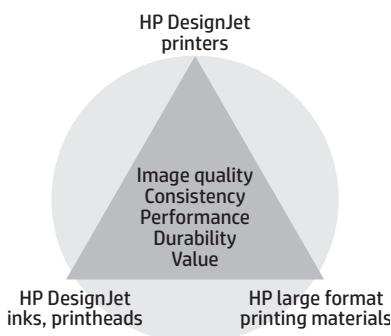 HP DesignJet
printers
Image quality
Consistency
Performance
Durability
Value
HP DesignJet
inks, printheads
HP large format
printing materials